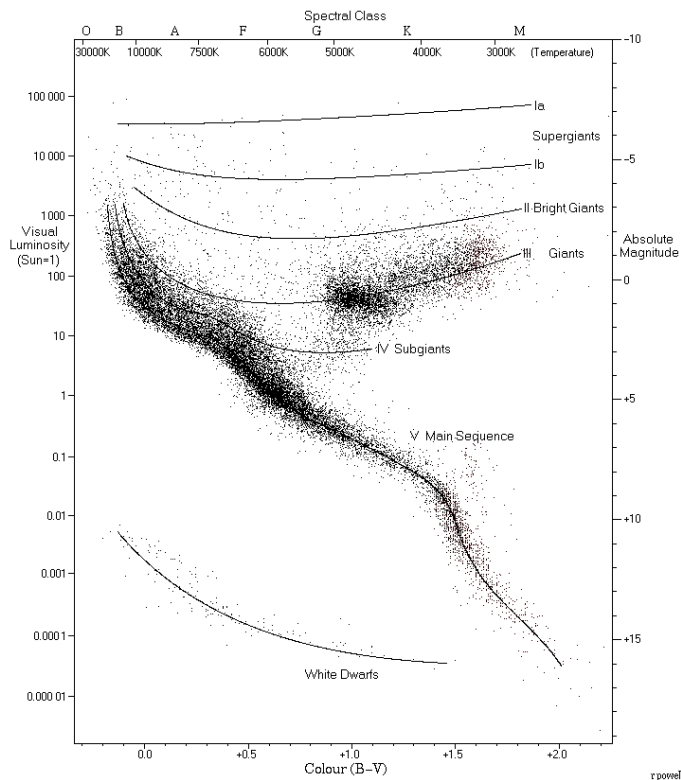 Spectral Class
O B A F G K M
30000K 10000K 7500K 6000K 5000K 4000K 3000K (Temperature)
-10
100 000
Ia
Supergiants
10 000
Ib
-5
II Bright Giants
1000
Visual
Luminosity
(Sun=1)
Absolute
Magnitude
III Giants
100
0
10
IV Subgiants
1
+5
V Main Sequence
0.1
0.01
+10
0.001
0.0001
+15
White Dwarfs
0.000 01
0.0 +0.5 +1.0 +1.5 +2.0
Colour (B-V)
r powel